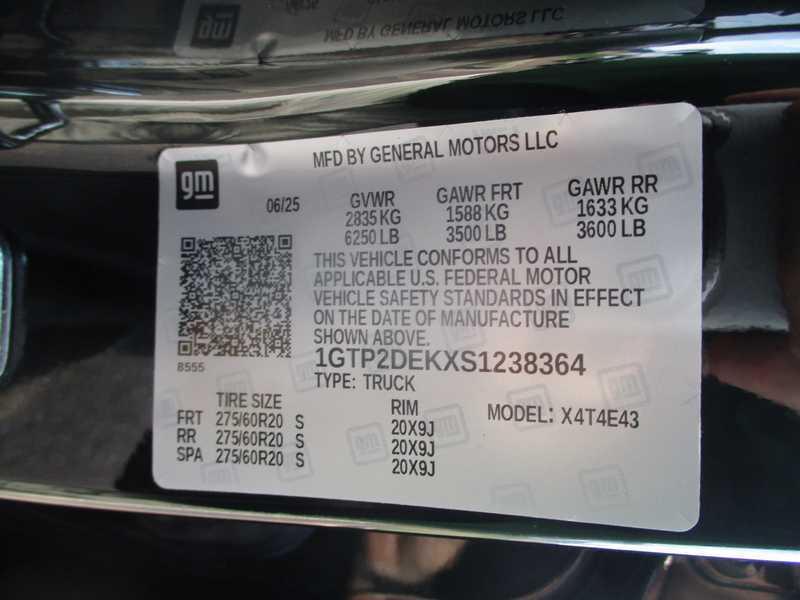 MFD BY GENERAL MOTORS LLC
gm
06/25
GVWR GAWR FRT GAWR RR
2835 KG 1588 KG 1633 KG
6250 LB 3500 LB 3600 LB
THIS VEHICLE CONFORMS TO ALL
APPLICABLE U.S. FEDERAL MOTOR
VEHICLE SAFETY STANDARDS IN EFFECT
ON THE DATE OF MANUFACTURE
SHOWN ABOVE.
8555
1GTP2DEKXS1238364
TYPE: TRUCK
TIRE SIZE RIM MODEL: X4T4E43
FRT 275/60R20 S 20X9J
RR 275/60R20 S 20X9J
SPA 275/60R20 S 20X9J